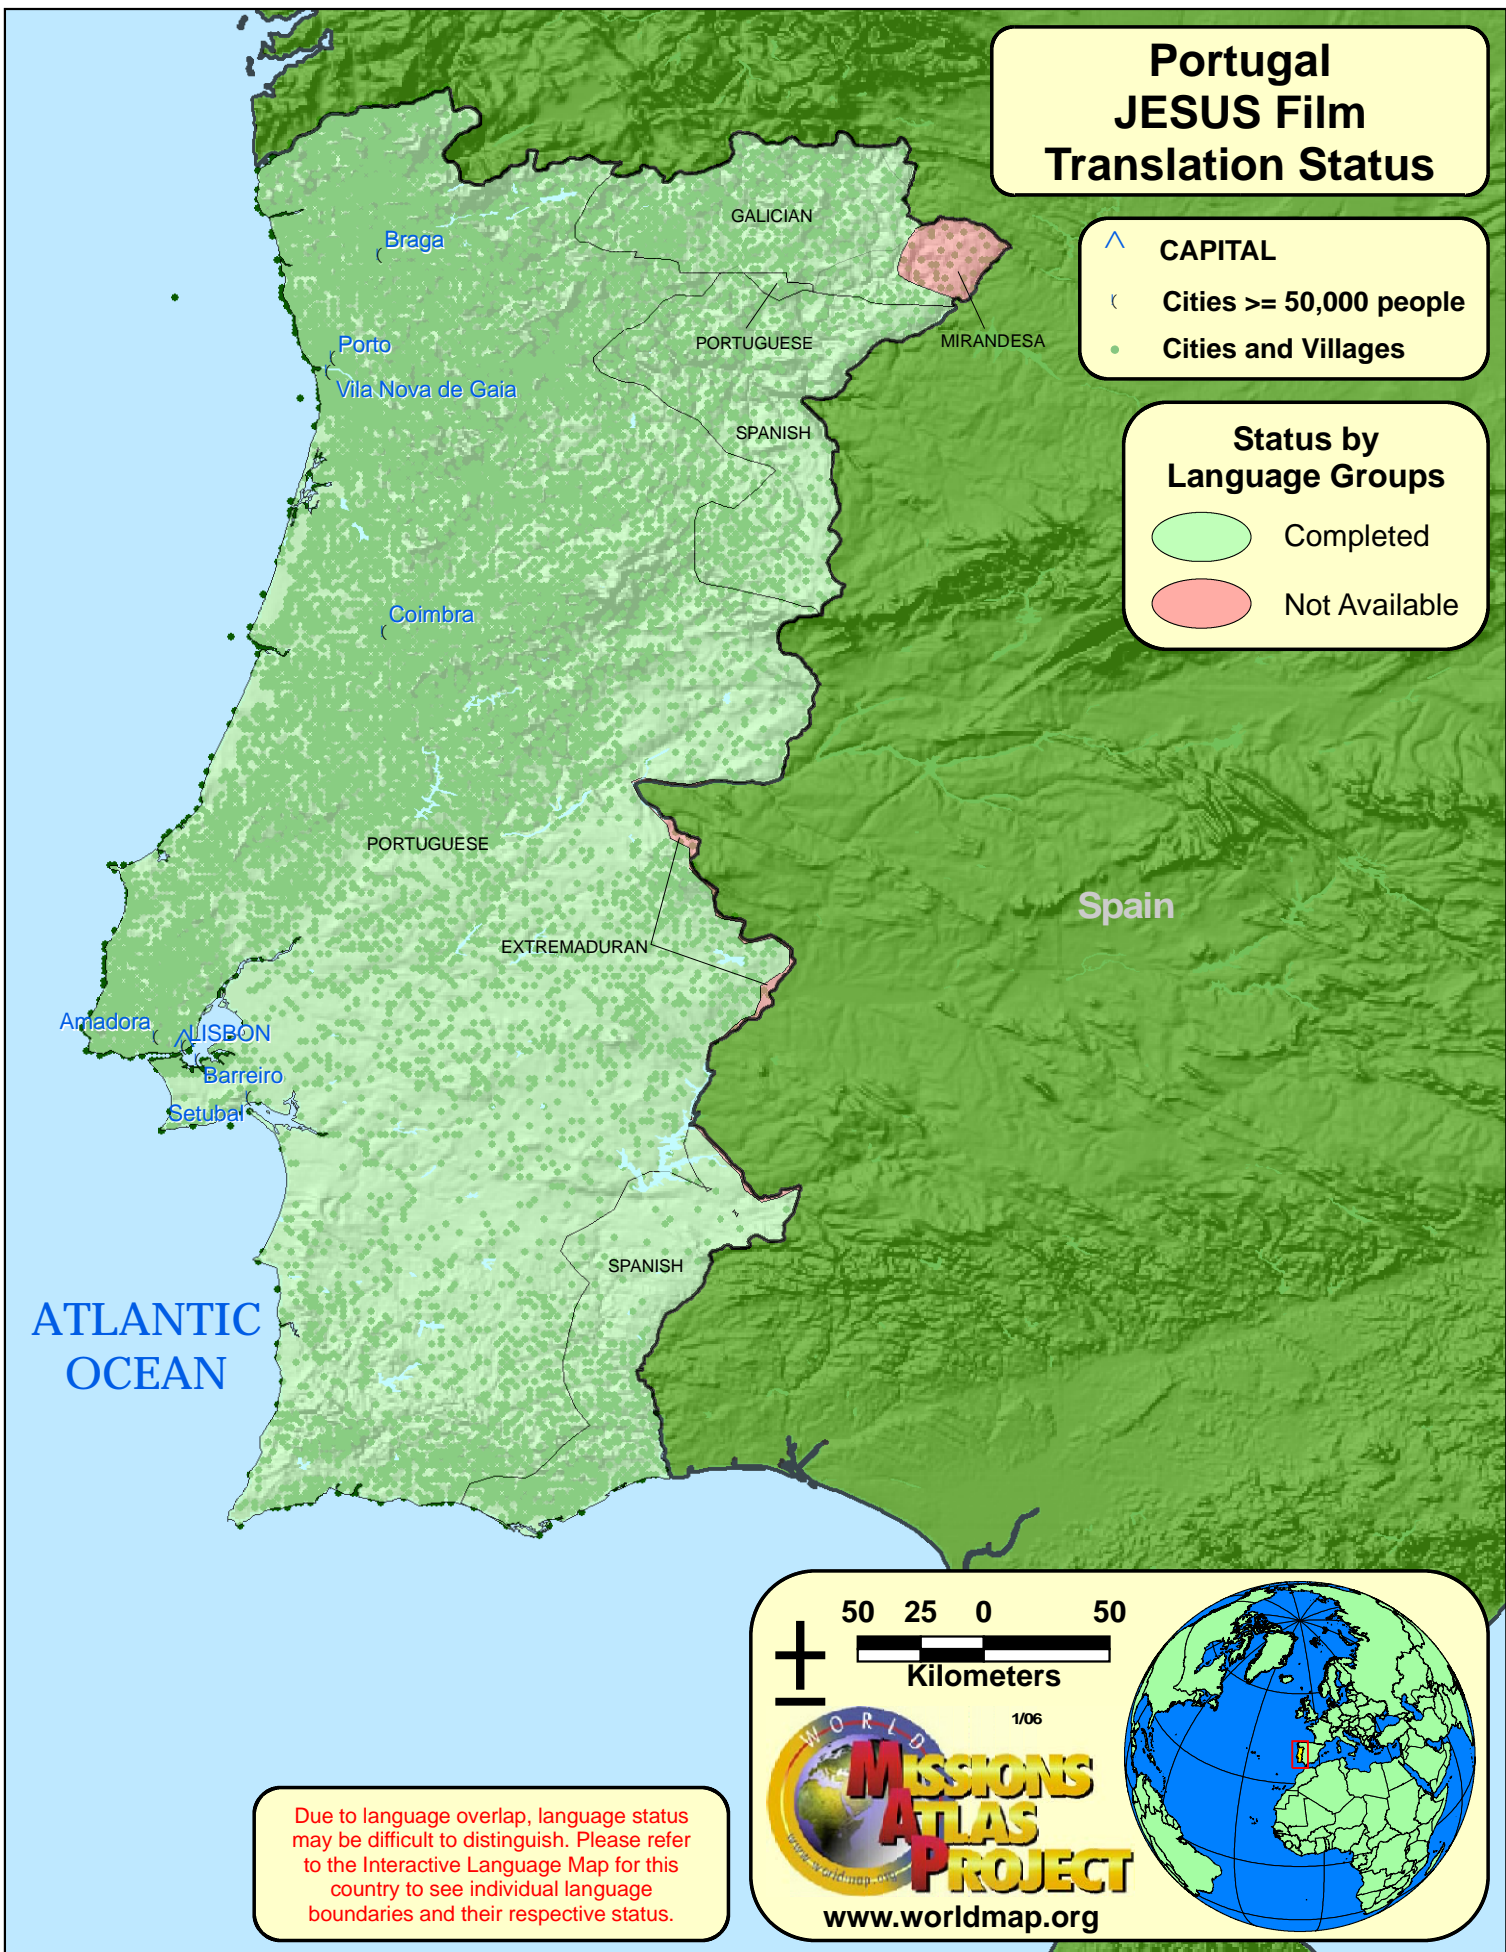 Portugal
JESUS Film
Translation Status
CAPITAL
Cities >= 50,000 people
Cities and Villages
Status by
Language Groups
Completed
Not Available
GALICIAN
Braga
PORTUGUESE
MIRANDESA
Porto
Vila Nova de Gaia
SPANISH
Coimbra
PORTUGUESE
Spain
EXTREMADURAN
Amadora
LISBON
Barreiro
Setubal
SPANISH
ATLANTIC
OCEAN
50 25 0 50
Kilometers
1/06
WORLD
MISSIONS
ATLAS
PROJECT
www.worldmap.org
www.worldmap.org
Due to language overlap, language status
may be difficult to distinguish. Please refer
to the Interactive Language Map for this
country to see individual language
boundaries and their respective status.